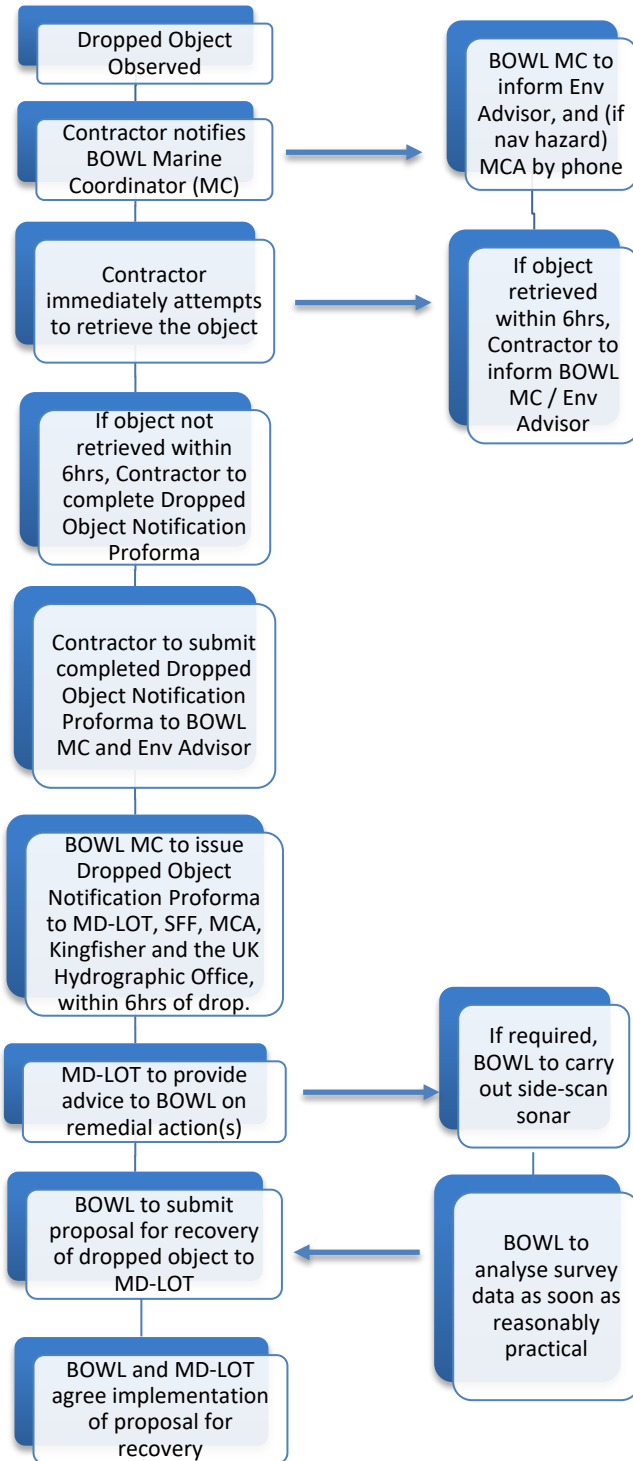 Dropped Object
Observed
Contractor notifies
BOWL Marine
Coordinator (MC)
BOWL MC to
inform Env
Advisor, and (if
nav hazard)
MCA by phone
Contractor
immediately attempts
to retrieve the object
If object
retrieved
within 6hrs,
Contractor to
inform BOWL
MC / Env
Advisor
If object not
retrieved within
6hrs, Contractor to
complete Dropped
Object Notification
Proforma
Contractor to submit
completed Dropped
Object Notification
Proforma to BOWL
MC and Env Advisor
BOWL MC to issue
Dropped Object
Notification Proforma
to MD-LOT, SFF, MCA,
Kingfisher and the UK
Hydrographic Office,
within 6hrs of drop.
MD-LOT to provide
advice to BOWL on
remedial action(s)
If required,
BOWL to carry
out side-scan
sonar
BOWL to
analyse survey
data as soon as
reasonably
practical
BOWL to submit
proposal for recovery
of dropped object to
MD-LOT
BOWL and MD-LOT
agree implementation
of proposal for
recovery